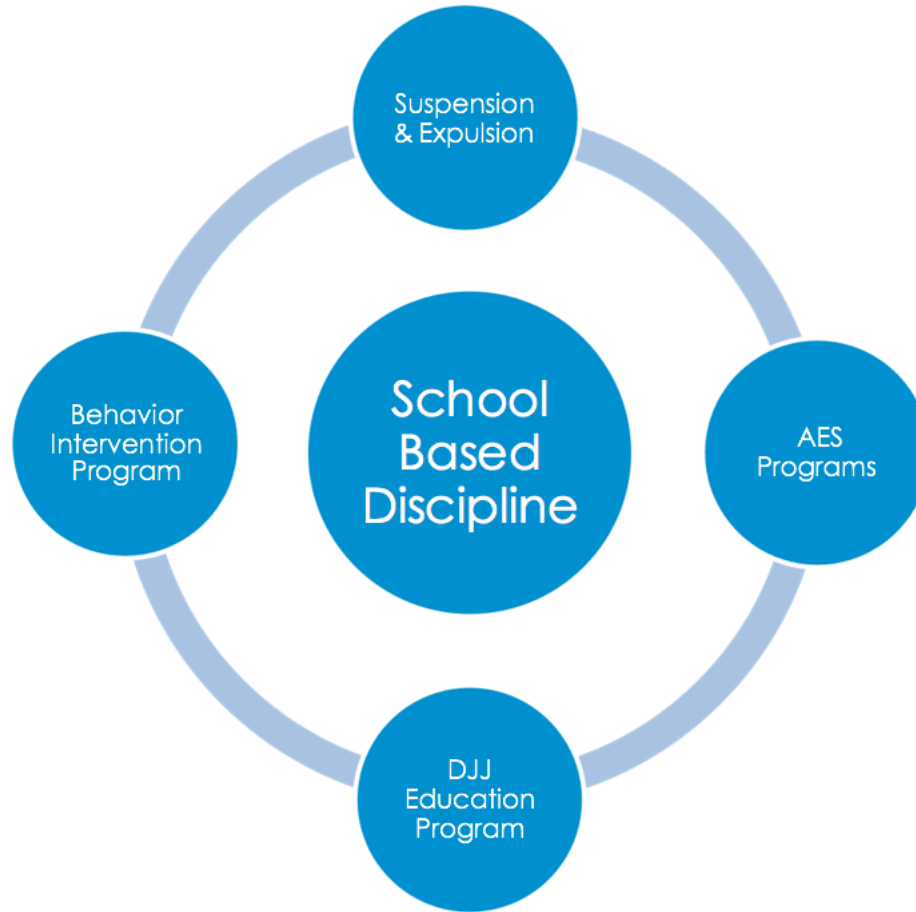 Suspension
& Expulsion
School
Based
Discipline
Behavior
Intervention
Program
AES
Programs
DJJ
Education
Program